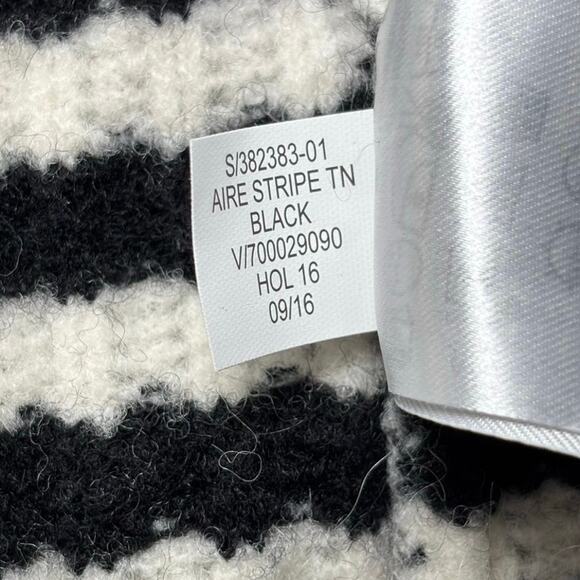 S/382383-01
AIRE STRIPE TN
BLACK
V/700029090
HOL 16
09/16